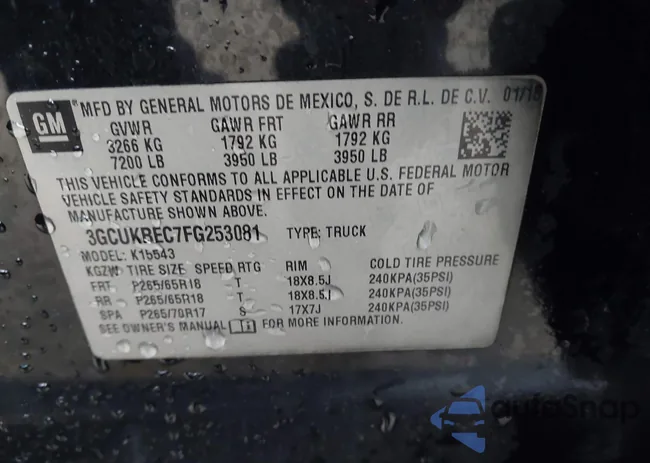 GM
MFD BY GENERAL MOTORS DE MEXICO, S. DE R.L. DE C.V. 01/18
GVWR GAWR FRT GAWR RR
3266 KG 1792 KG 1792 KG
7200 LB 3950 LB 3950 LB
THIS VEHICLE CONFORMS TO ALL APPLICABLE U.S. FEDERAL MOTOR
VEHICLE SAFETY STANDARDS IN EFFECT ON THE DATE OF
MANUFACTURE SHOWN ABOVE.
3GCUKREC7FG253081 TYPE: TRUCK
MODEL: K15543
KGZW TIRE SIZE SPEED RTG RIM COLD TIRE PRESSURE
FRT P265/65R18 T 18X8.5J 240KPA(35PSI)
RR P265/65R18 T 18X8.5J 240KPA(35PSI)
SPA P265/70R17 S 17X7J 240KPA(35PSI)
SEE OWNER'S MANUAL FOR MORE INFORMATION.
autoSnap